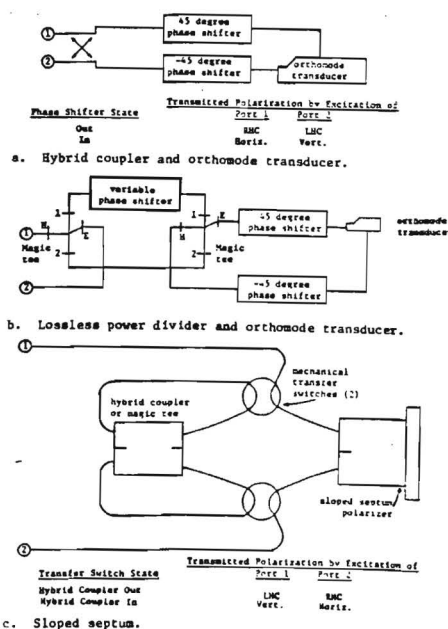 45 degree
phase shifter
1
2
-45 degree
phase shifter
orthomode
transducer
Transmitted Polarization by Excitation of
Phase Shifter State Port 1 Port 2
Out RHC LHC
In Horiz. Vert.
a. Hybrid coupler and orthomode transducer.
variable
phase shifter
1 1 E
45 degree
phase shifter
orthomode
transducer
1 H E H
Magic
tee
2 2 Magic
tee
-45 degree
phase shifter
2
b. Lossless power divider and orthomode transducer.
1
mechanical
transfer
switches (2)
hybrid coupler
or magic tee
sloped septum
polarizer
2
Transmitted Polarization by Excitation of
Transfer Switch State Port 1 Port 2
Hybrid Coupler Out LHC RHC
Hybrid Coupler In Vert. Horiz.
c. Sloped septum.